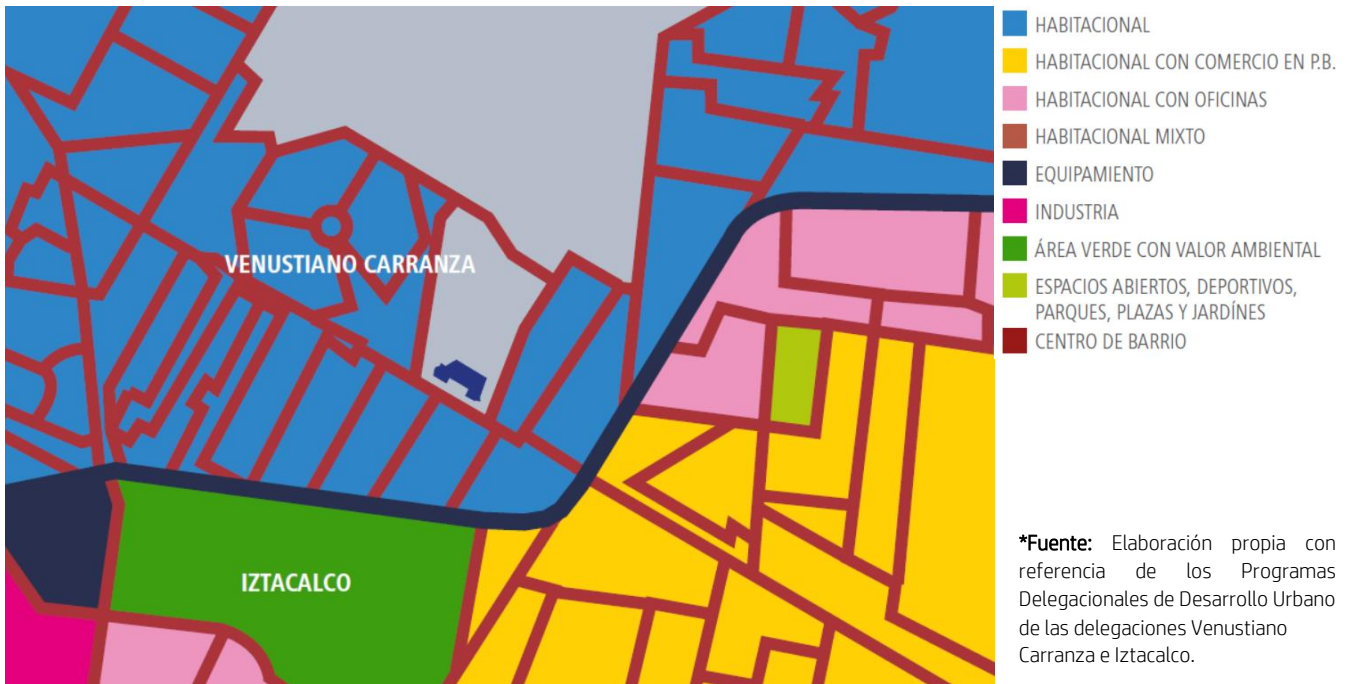 HABITACIONAL
HABITACIONAL CON COMERCIO EN P.B.
HABITACIONAL CON OFICINAS
HABITACIONAL MIXTO
EQUIPAMIENTO
INDUSTRIA
ÁREA VERDE CON VALOR AMBIENTAL
ESPACIOS ABIERTOS, DEPORTIVOS,
PARQUES, PLAZAS Y JARDÍNES
CENTRO DE BARRIO
VENUSTIANO CARRANZA
IZTACALCO
*Fuente: Elaboración propia con
referencia de los Programas
Delegacionales de Desarrollo Urbano
de las delegaciones Venustiano
Carranza e Iztacalco.